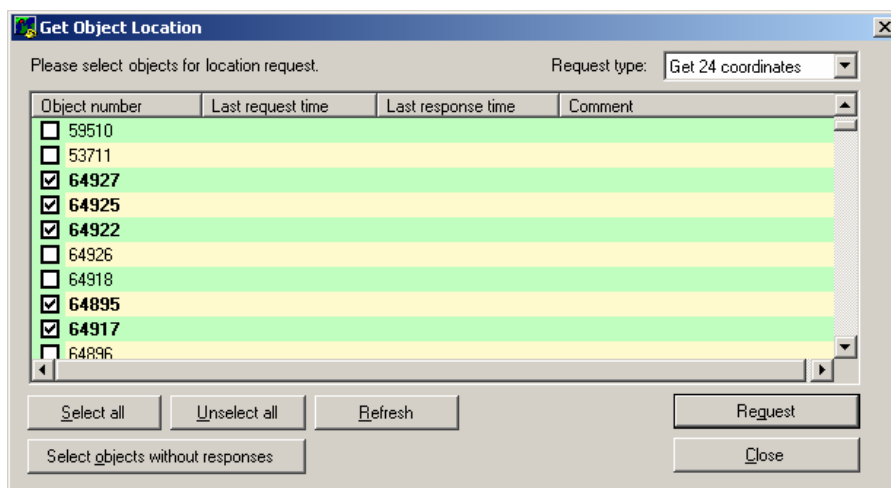 Get Object Location
Please select objects for location request. Request type: Get 24 coordinates
Object number Last request time Last response time Comment
59510
53711
64927
64925
64922
64926
64918
64895
64917
64896
Select all Unselect all Refresh Request
Select objects without responses Close